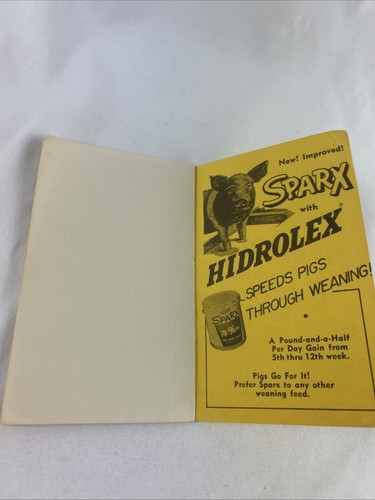 New! Improved!
SPARX
with
HIDROLEX®
SPEEDS PIGS
THROUGH WEANING!
SPARX
A Pound-and-a-Half
Per Day Gain from
5th thru 12th week.
Pigs Go For It!
Prefer Sparx to any other
weaning feed.